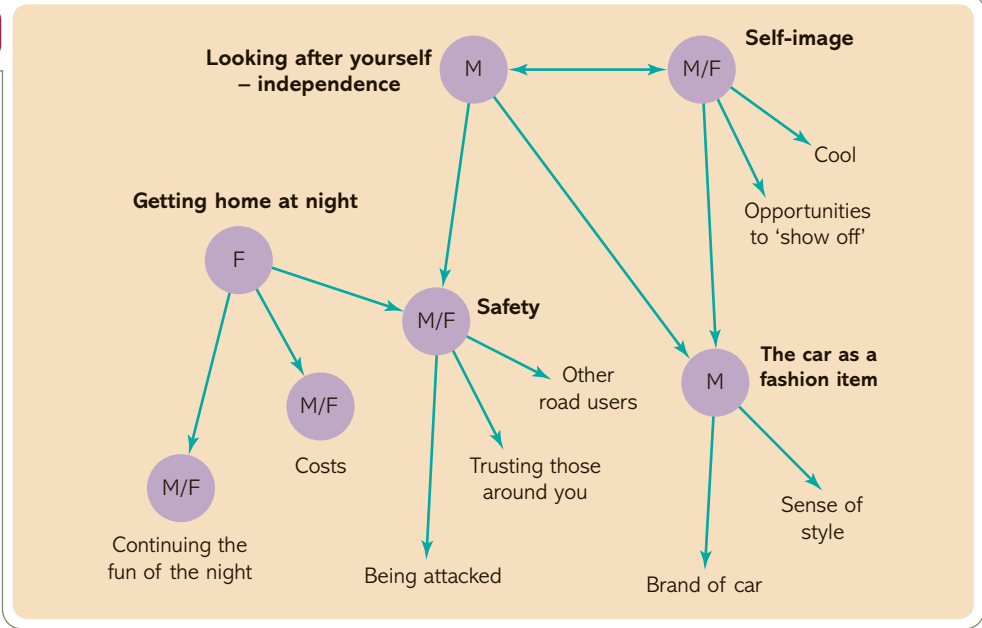 Looking after yourself
– independence
M
M/F
Self-image
Cool
Opportunities
to ‘show off’
Getting home at night
F
M/F
Safety
Other
road users
M
The car as a
fashion item
M/F
Costs
Trusting those
around you
M/F
Continuing the
fun of the night
Being attacked
Sense of
style
Brand of car